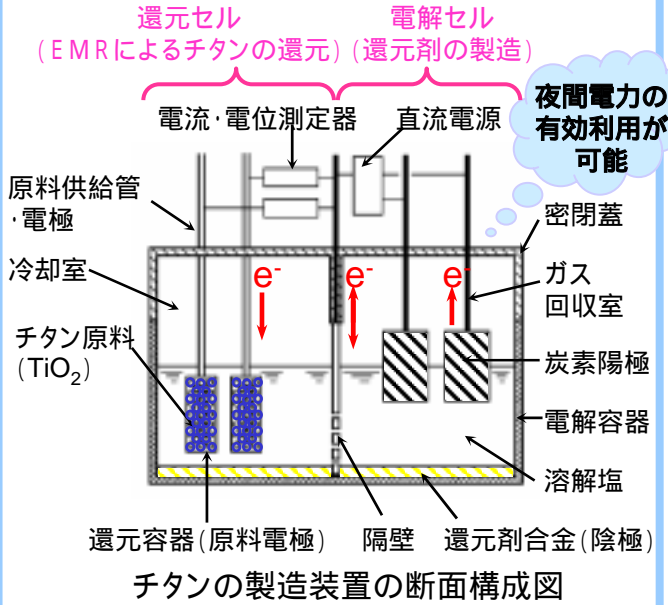 還元セル
(EMRによるチタンの還元)
電解セル
(還元剤の製造)
夜間電力の
有効利用が
可能
電流･電位測定器
直流電源
原料供給管
･電極
密閉蓋
冷却室
e-
e-
e-
ガス
回収室
チタン原料
(TiO2)
炭素陽極
電解容器
溶解塩
還元容器(原料電極)
隔壁
還元剤合金(陰極)
チタンの製造装置の断面構成図